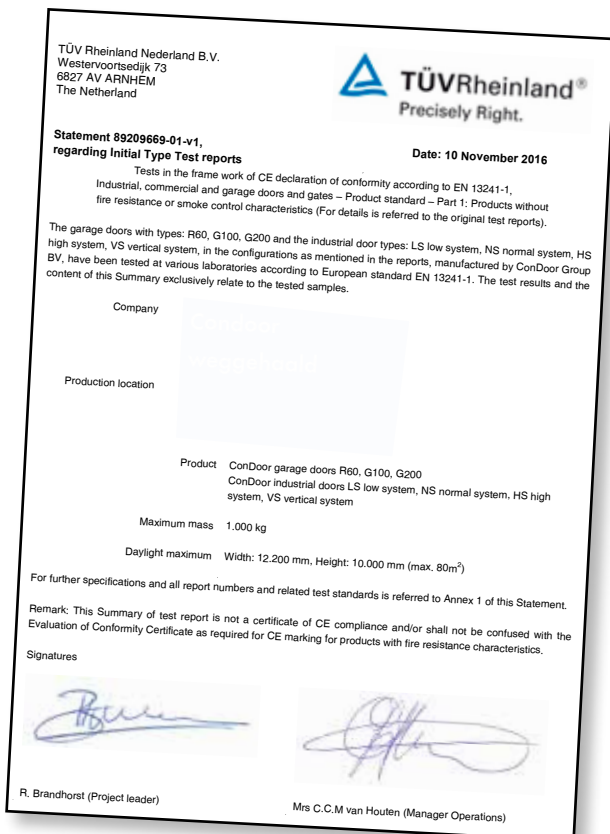 TÜV Rheinland Nederland B.V.
Westervoortsedijk 73
6827 AV ARNHEM
The Netherland
TÜVRheinland®
Precisely Right.
Statement 89209669-01-v1,
regarding Initial Type Test reports
Date: 10 November 2016
Tests in the frame work of CE declaration of conformity according to EN 13241-1,
Industrial, commercial and garage doors and gates – Product standard – Part 1: Products without
fire resistance or smoke control characteristics (For details is referred to the original test reports).
The garage doors with types: R60, G100, G200 and the industrial door types: LS low system, NS normal system, HS
high system, VS vertical system, in the configurations as mentioned in the reports, manufactured by ConDoor Group
BV, have been tested at various laboratories according to European standard EN 13241-1. The test results and the
content of this Summary exclusively relate to the tested samples.
Company
Condoor
weggehaald
Production location
Product ConDoor garage doors R60, G100, G200
ConDoor industrial doors LS low system, NS normal system, HS high
system, VS vertical system
Maximum mass 1.000 kg
Daylight maximum Width: 12.200 mm, Height: 10.000 mm (max. 80m²)
For further specifications and all report numbers and related test standards is referred to Annex 1 of this Statement.
Remark: This Summary of test report is not a certificate of CE compliance and/or shall not be confused with the
Evaluation of Conformity Certificate as required for CE marking for products with fire resistance characteristics.
Signatures
R. Brandhorst (Project leader)
Mrs C.C.M van Houten (Manager Operations)